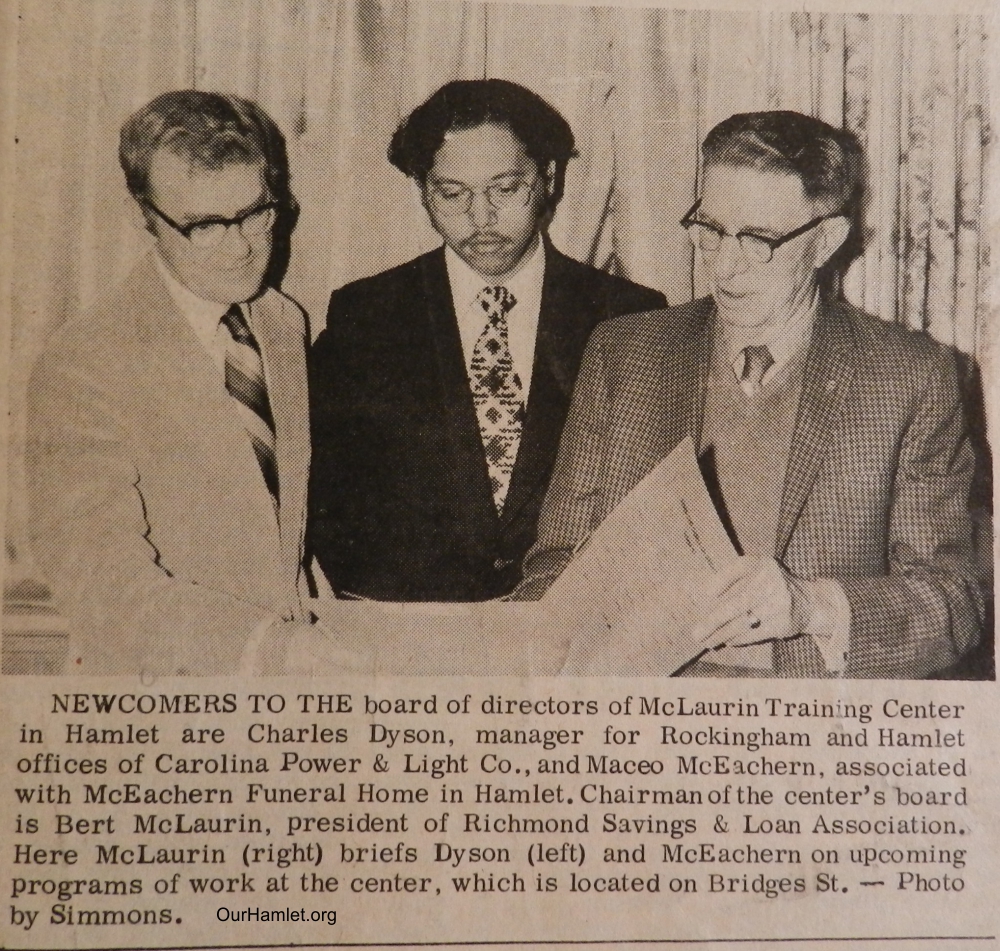 NEWCOMERS TO THE board of directors of McLaurin Training Center
in Hamlet are Charles Dyson, manager for Rockingham and Hamlet
offices of Carolina Power & Light Co., and Maceo McEachern, associated
with McEachern Funeral Home in Hamlet. Chairman of the center's board
is Bert McLaurin, president of Richmond Savings & Loan Association.
Here McLaurin (right) briefs Dyson (left) and McEachern on upcoming
programs of work at the center, which is located on Bridges St. — Photo
by Simmons. OurHamlet.org